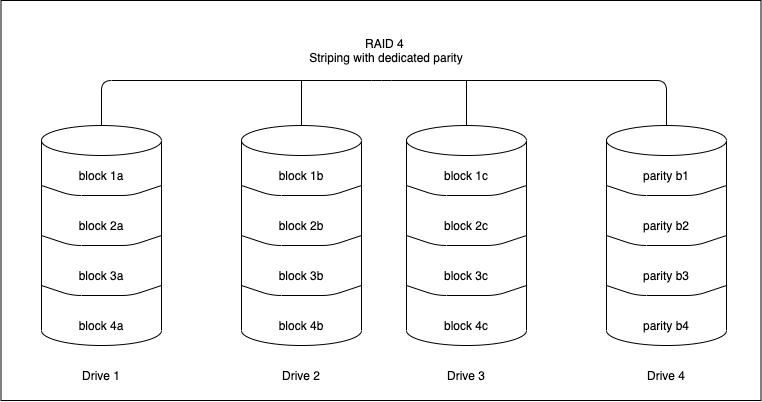 RAID 4
Striping with dedicated parity
block 1a
block 1b
block 1c
parity b1
block 2a
block 2b
block 2c
parity b2
block 3a
block 3b
block 3c
parity b3
block 4a
block 4b
block 4c
parity b4
Drive 1
Drive 2
Drive 3
Drive 4